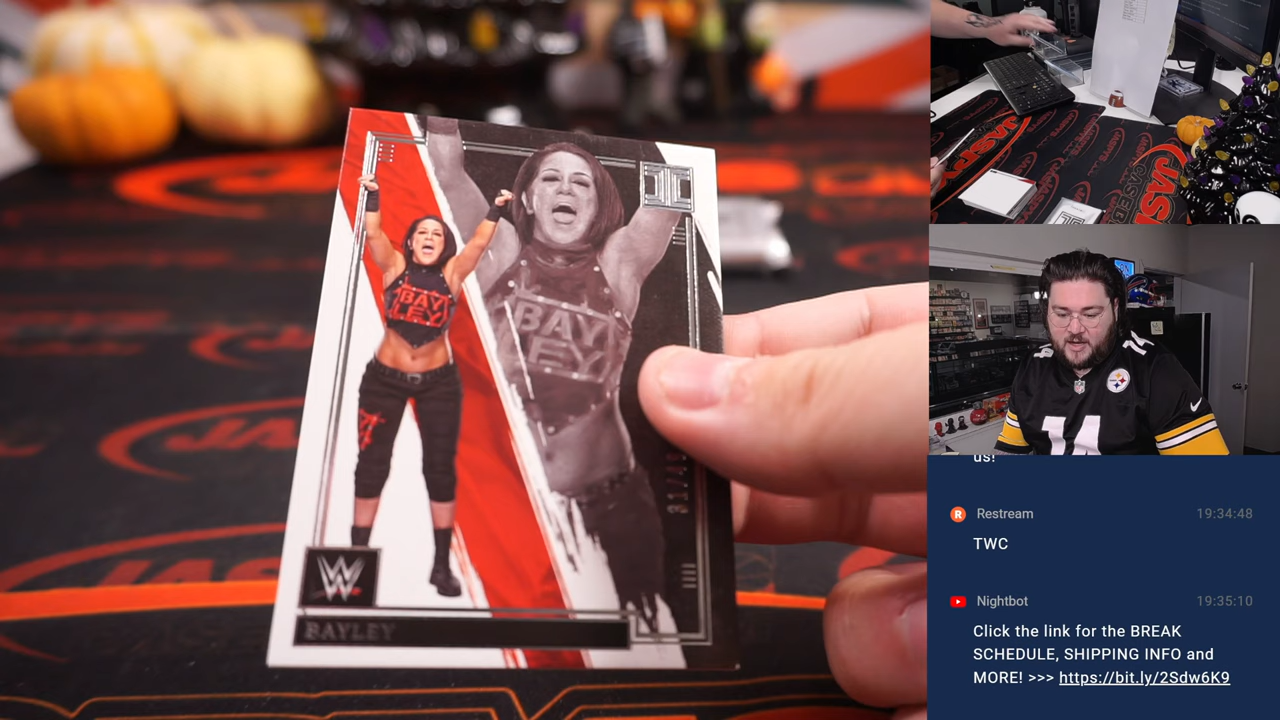 BAY
LEY
BAY
LEY
W
BAYLEY
14
us!
Restream 19:34:48
TWC
Nightbot 19:35:10
Click the link for the BREAK
SCHEDULE, SHIPPING INFO and
MORE! >>> https://bit.ly/2Sdw6K9